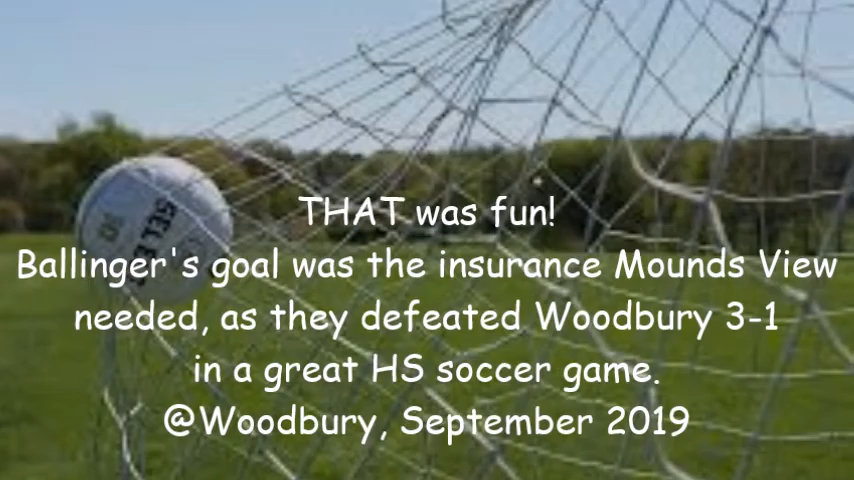 SELECT
THAT was fun!
Ballinger's goal was the insurance Mounds View
needed, as they defeated Woodbury 3-1
in a great HS soccer game.
@Woodbury, September 2019